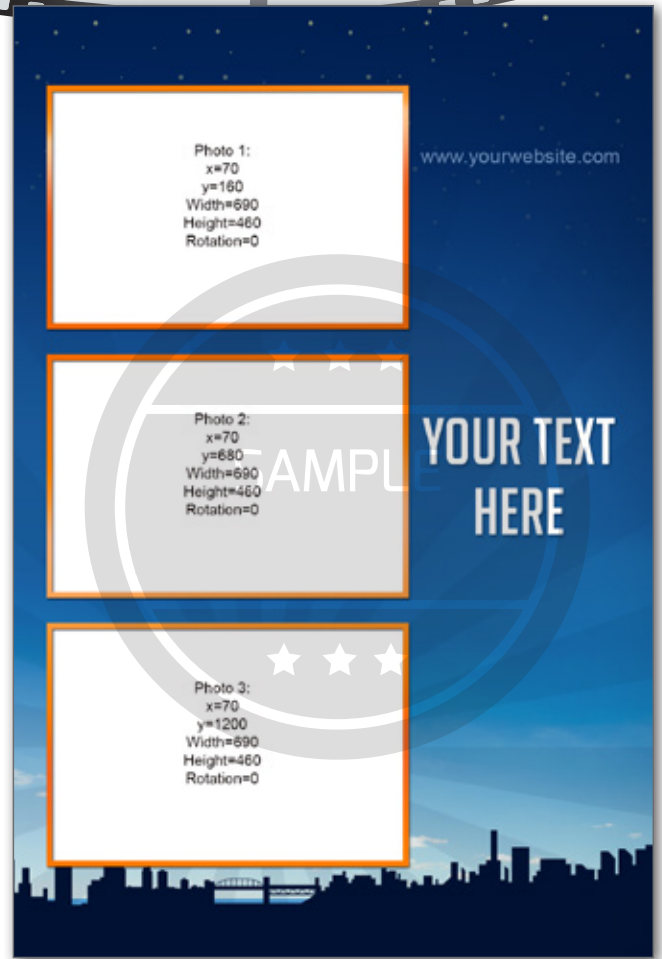 Photo 1:
x=70
y=160
Width=690
Height=460
Rotation=0
www.yourwebsite.com
Photo 2:
x=70
y=680
Width=690
Height=460
Rotation=0
SAMPLE
YOUR TEXT
HERE
Photo 3:
x=70
y=1200
Width=690
Height=460
Rotation=0